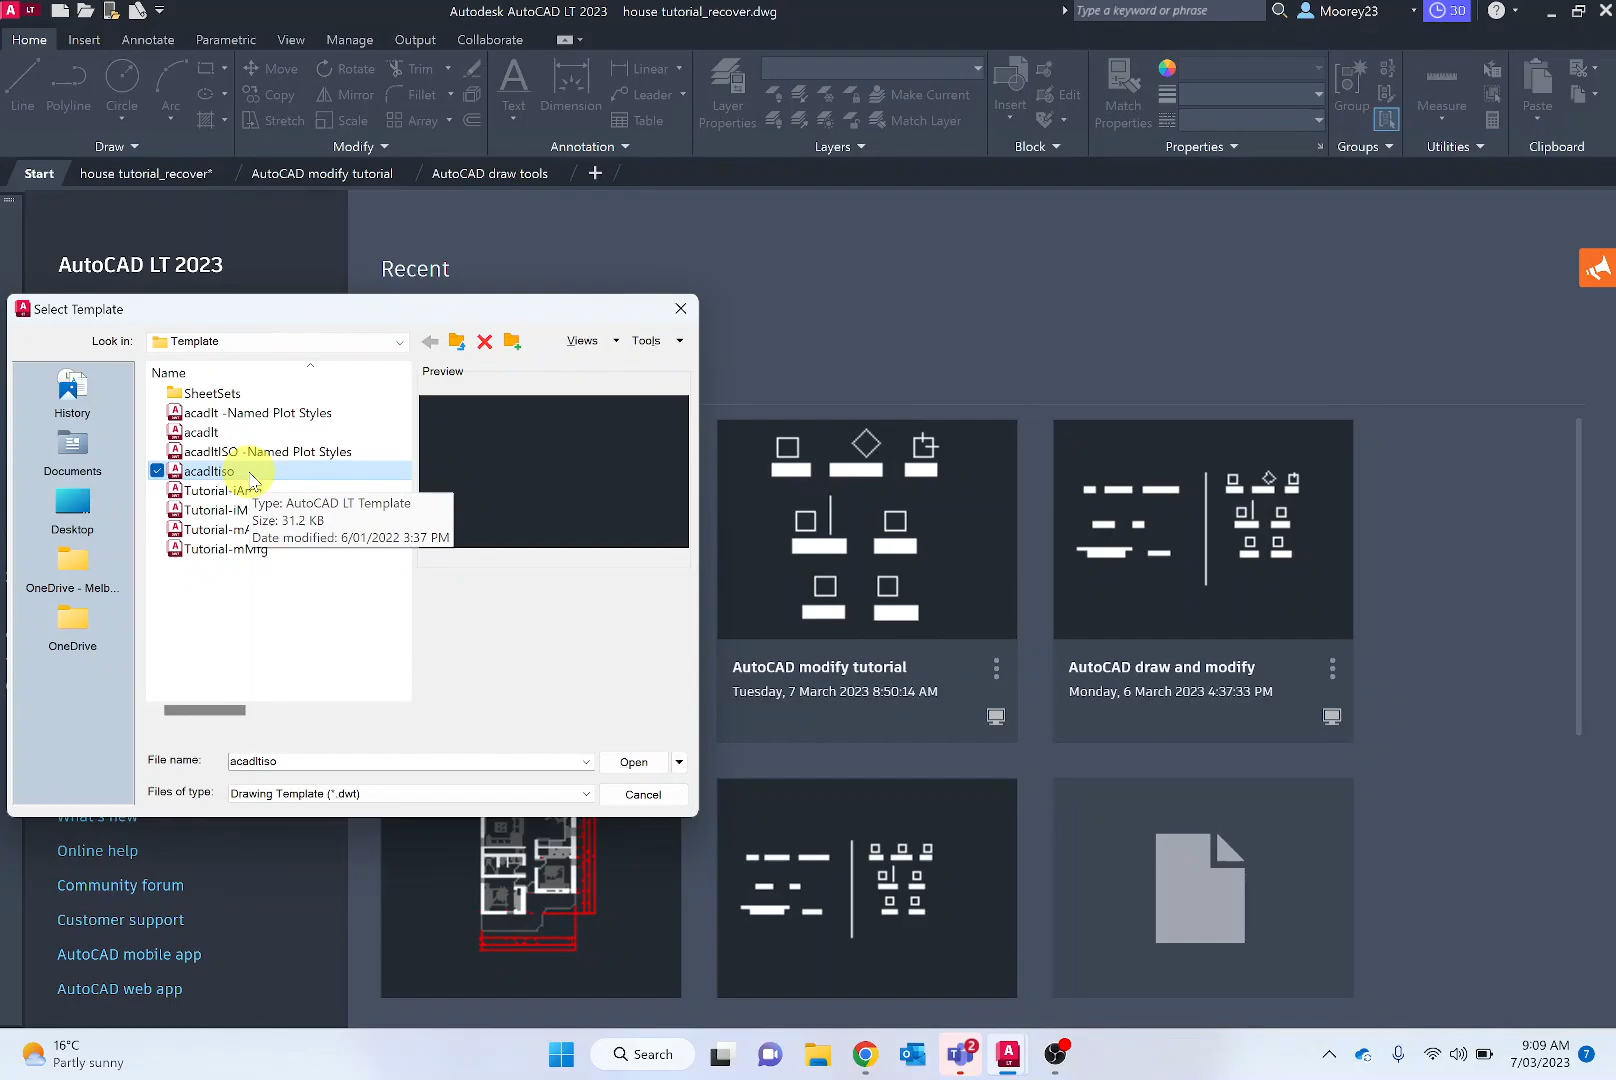 A LT Autodesk AutoCAD LT 2023 house tutorial_recover.dwg Type a keyword or phrase Moorey23 30
Home Insert Annotate Parametric View Manage Output Collaborate
Line Polyline Circle Arc
Move Rotate Trim
Copy Mirror Fillet
Stretch Scale Array
Text Dimension
Linear
Leader
Table
Layer Properties
Make Current
Match Layer
Insert Edit
Match Properties
Group Measure Paste
Draw Modify Annotation Layers Block Properties Groups Utilities Clipboard
Start house tutorial_recover* AutoCAD modify tutorial AutoCAD draw tools
AutoCAD LT 2023
Recent
Select Template
Look in: Template Views Tools
History
Documents
Desktop
OneDrive - Melb...
OneDrive
Name
SheetSets
acadlt -Named Plot Styles
acadlt
acadltISO -Named Plot Styles
acadltiso
Tutorial-iA
Tutorial-iM
Tutorial-mA
Tutorial-mMfg
Type: AutoCAD LT Template
Size: 31.2 KB
Date modified: 6/01/2022 3:37 PM
Preview
File name: acadltiso Open
Files of type: Drawing Template (*.dwt) Cancel
AutoCAD modify tutorial
Tuesday, 7 March 2023 8:50:14 AM
AutoCAD draw and modify
Monday, 6 March 2023 4:37:33 PM
What's new
Online help
Community forum
Customer support
AutoCAD mobile app
AutoCAD web app
16°C
Partly sunny
Search
2
9:09 AM
7/03/2023
7